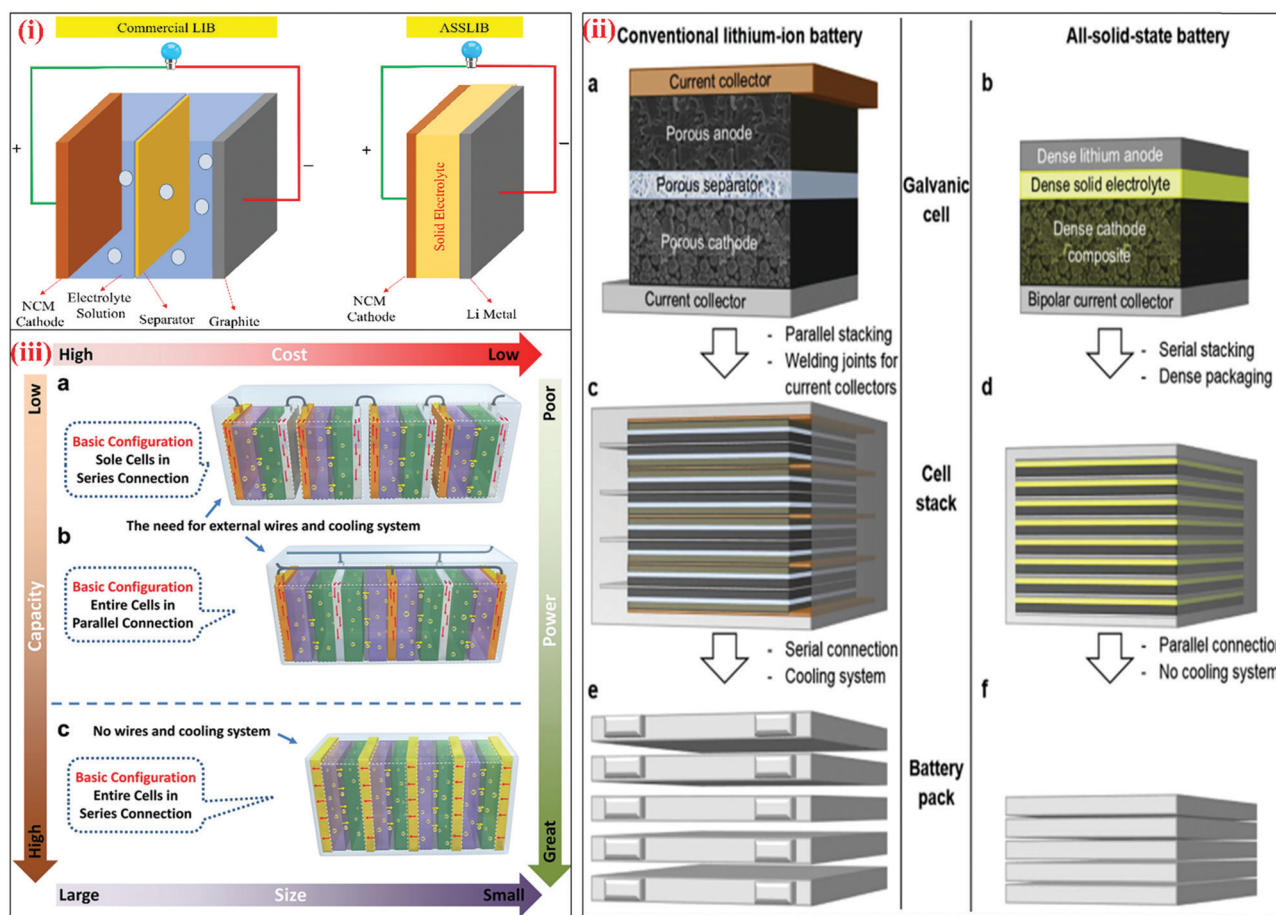 (i)
Commercial LIB
ASSLIB
+
–
+
–
Solid Electrolyte
NCM
Cathode
Electrolyte
Solution
Separator
Graphite
NCM
Cathode
Li Metal
(ii)
Conventional lithium-ion battery
All-solid-state battery
a
Current collector
Porous anode
Porous separator
Porous cathode
Current collector
Galvanic
cell
b
Dense lithium anode
Dense solid electrolyte
Dense cathode
composite
Bipolar current collector
- Parallel stacking
- Welding joints for
current collectors
- Serial stacking
- Dense packaging
c
Cell
stack
d
- Serial connection
- Cooling system
- Parallel connection
- No cooling system
e
Battery
pack
f
(iii)
High
Cost
Low
Low
Capacity
High
Poor
Power
Great
a
Basic Configuration
Sole Cells in
Series Connection
The need for external wires and cooling system
b
Basic Configuration
Entire Cells in
Parallel Connection
c
No wires and cooling system
Basic Configuration
Entire Cells in
Series Connection
Large
Size
Small